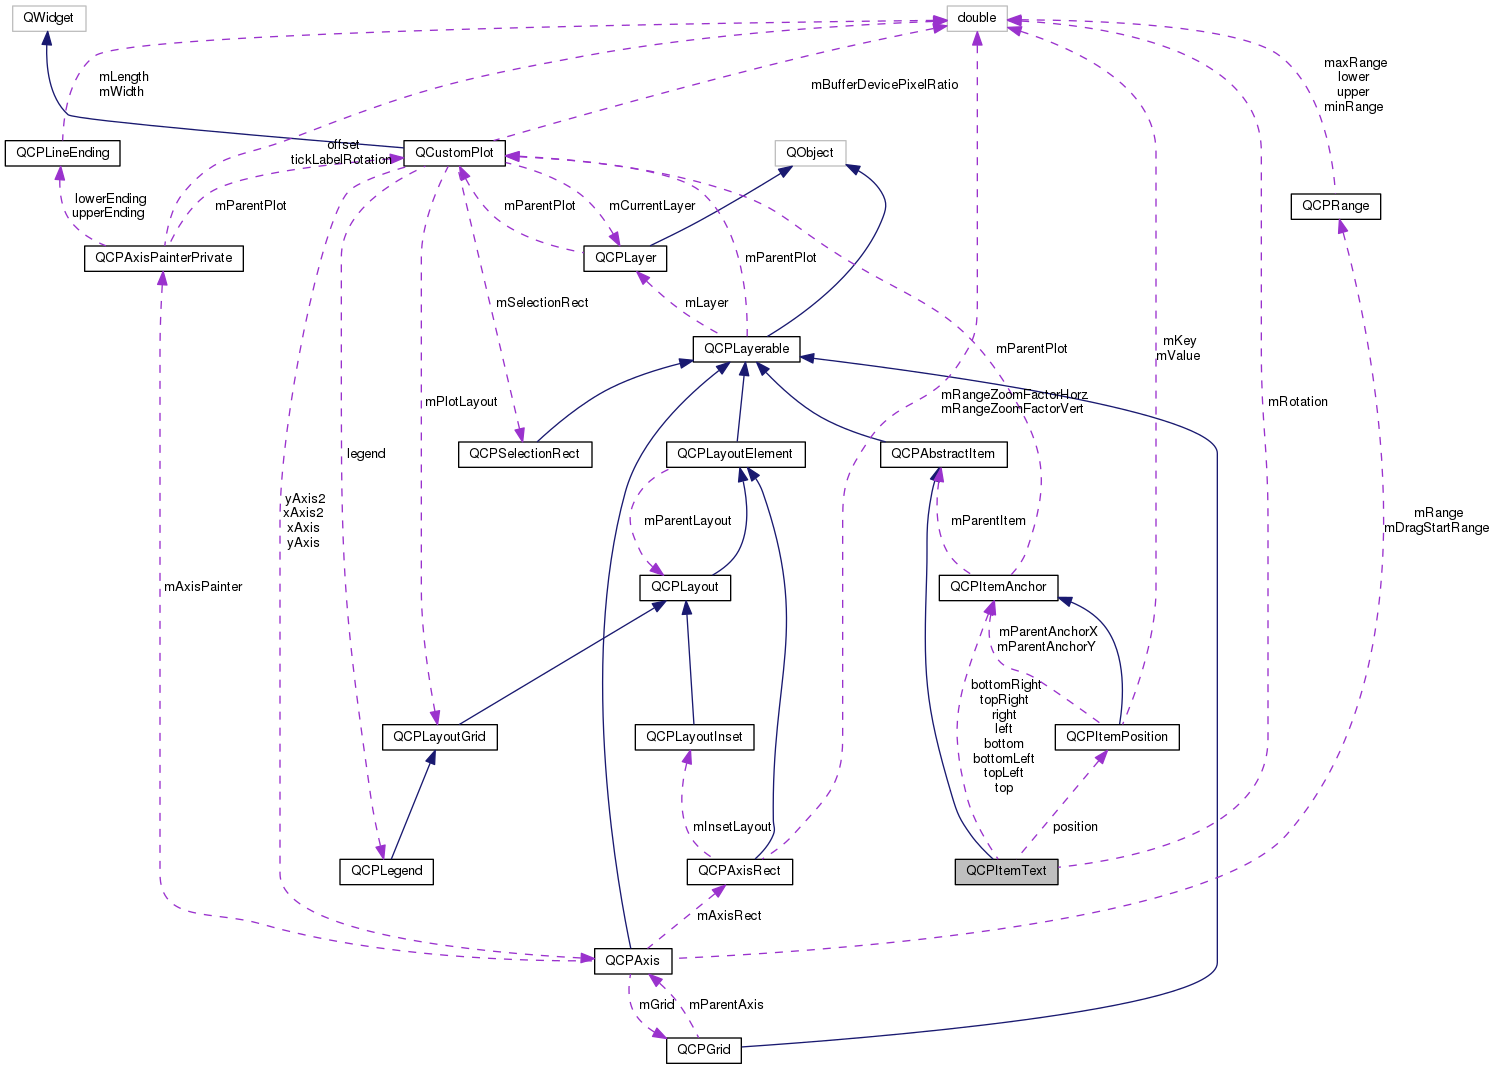 QWidget
double
mLength
mWidth
mBufferDevicePixelRatio
maxRange
lower
upper
minRange
QCPLineEnding
offset
tickLabelRotation
QCustomPlot
QObject
lowerEnding
upperEnding
mParentPlot
mParentPlot
mCurrentLayer
QCPRange
QCPAxisPainterPrivate
QCPLayer
mParentPlot
mSelectionRect
mLayer
QCPLayerable
mParentPlot
mKey
mValue
mPlotLayout
mRangeZoomFactorHorz
mRangeZoomFactorVert
mRotation
legend
QCPSelectionRect
QCPLayoutElement
QCPAbstractItem
yAxis2
xAxis2
xAxis
yAxis
mParentLayout
mParentItem
mRange
mDragStartRange
mAxisPainter
QCPLayout
QCPItemAnchor
mParentAnchorX
mParentAnchorY
bottomRight
topRight
right
left
bottom
bottomLeft
topLeft
top
QCPLayoutGrid
QCPLayoutInset
QCPItemPosition
mInsetLayout
position
QCPLegend
QCPAxisRect
QCPItemText
mAxisRect
QCPAxis
mGrid
mParentAxis
QCPGrid